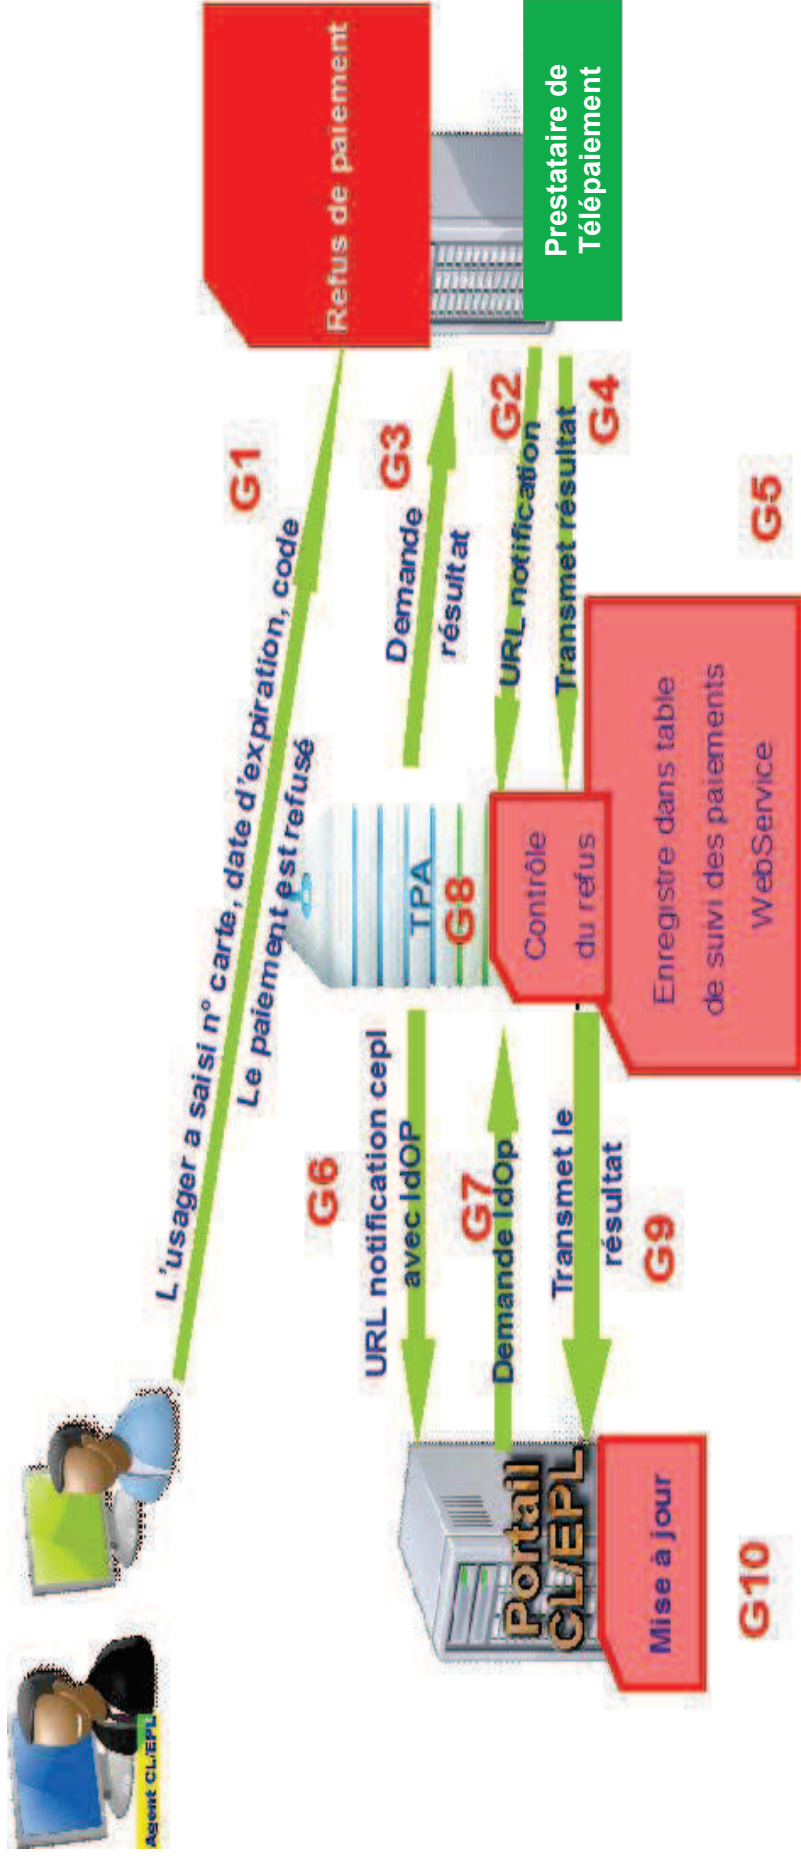 Agent CL/EPL
L'usager a saisi n° carte, date d'expiration, code
Le paiement est refusé
G1
Refus de paiement
Prestataire de
Télépaiement
G3
Demande
résultat
G2
URL notification
G4
Transmet résultat
TPA
G8
Contrôle
du refus
G5
Enregistre dans table
de suivi des paiements
WebService
G6
URL notification cepl
avec IdOP
G7
Demande IdOp
Transmet le
résultat
G9
Portail
CL/EPL
Mise à jour
G10